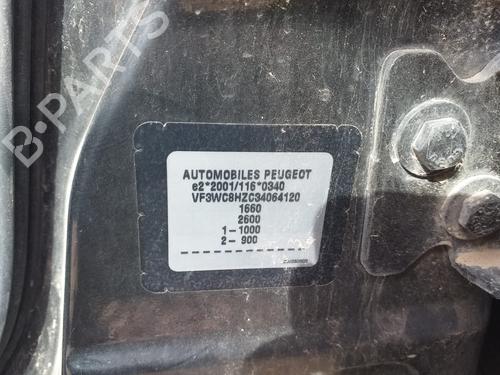 B-PARTS
AUTOMOBILES PEUGEOT
e2*2001/116*0340
VF3WC8HZC34064120
1660
2600
1- 1000
2- 900